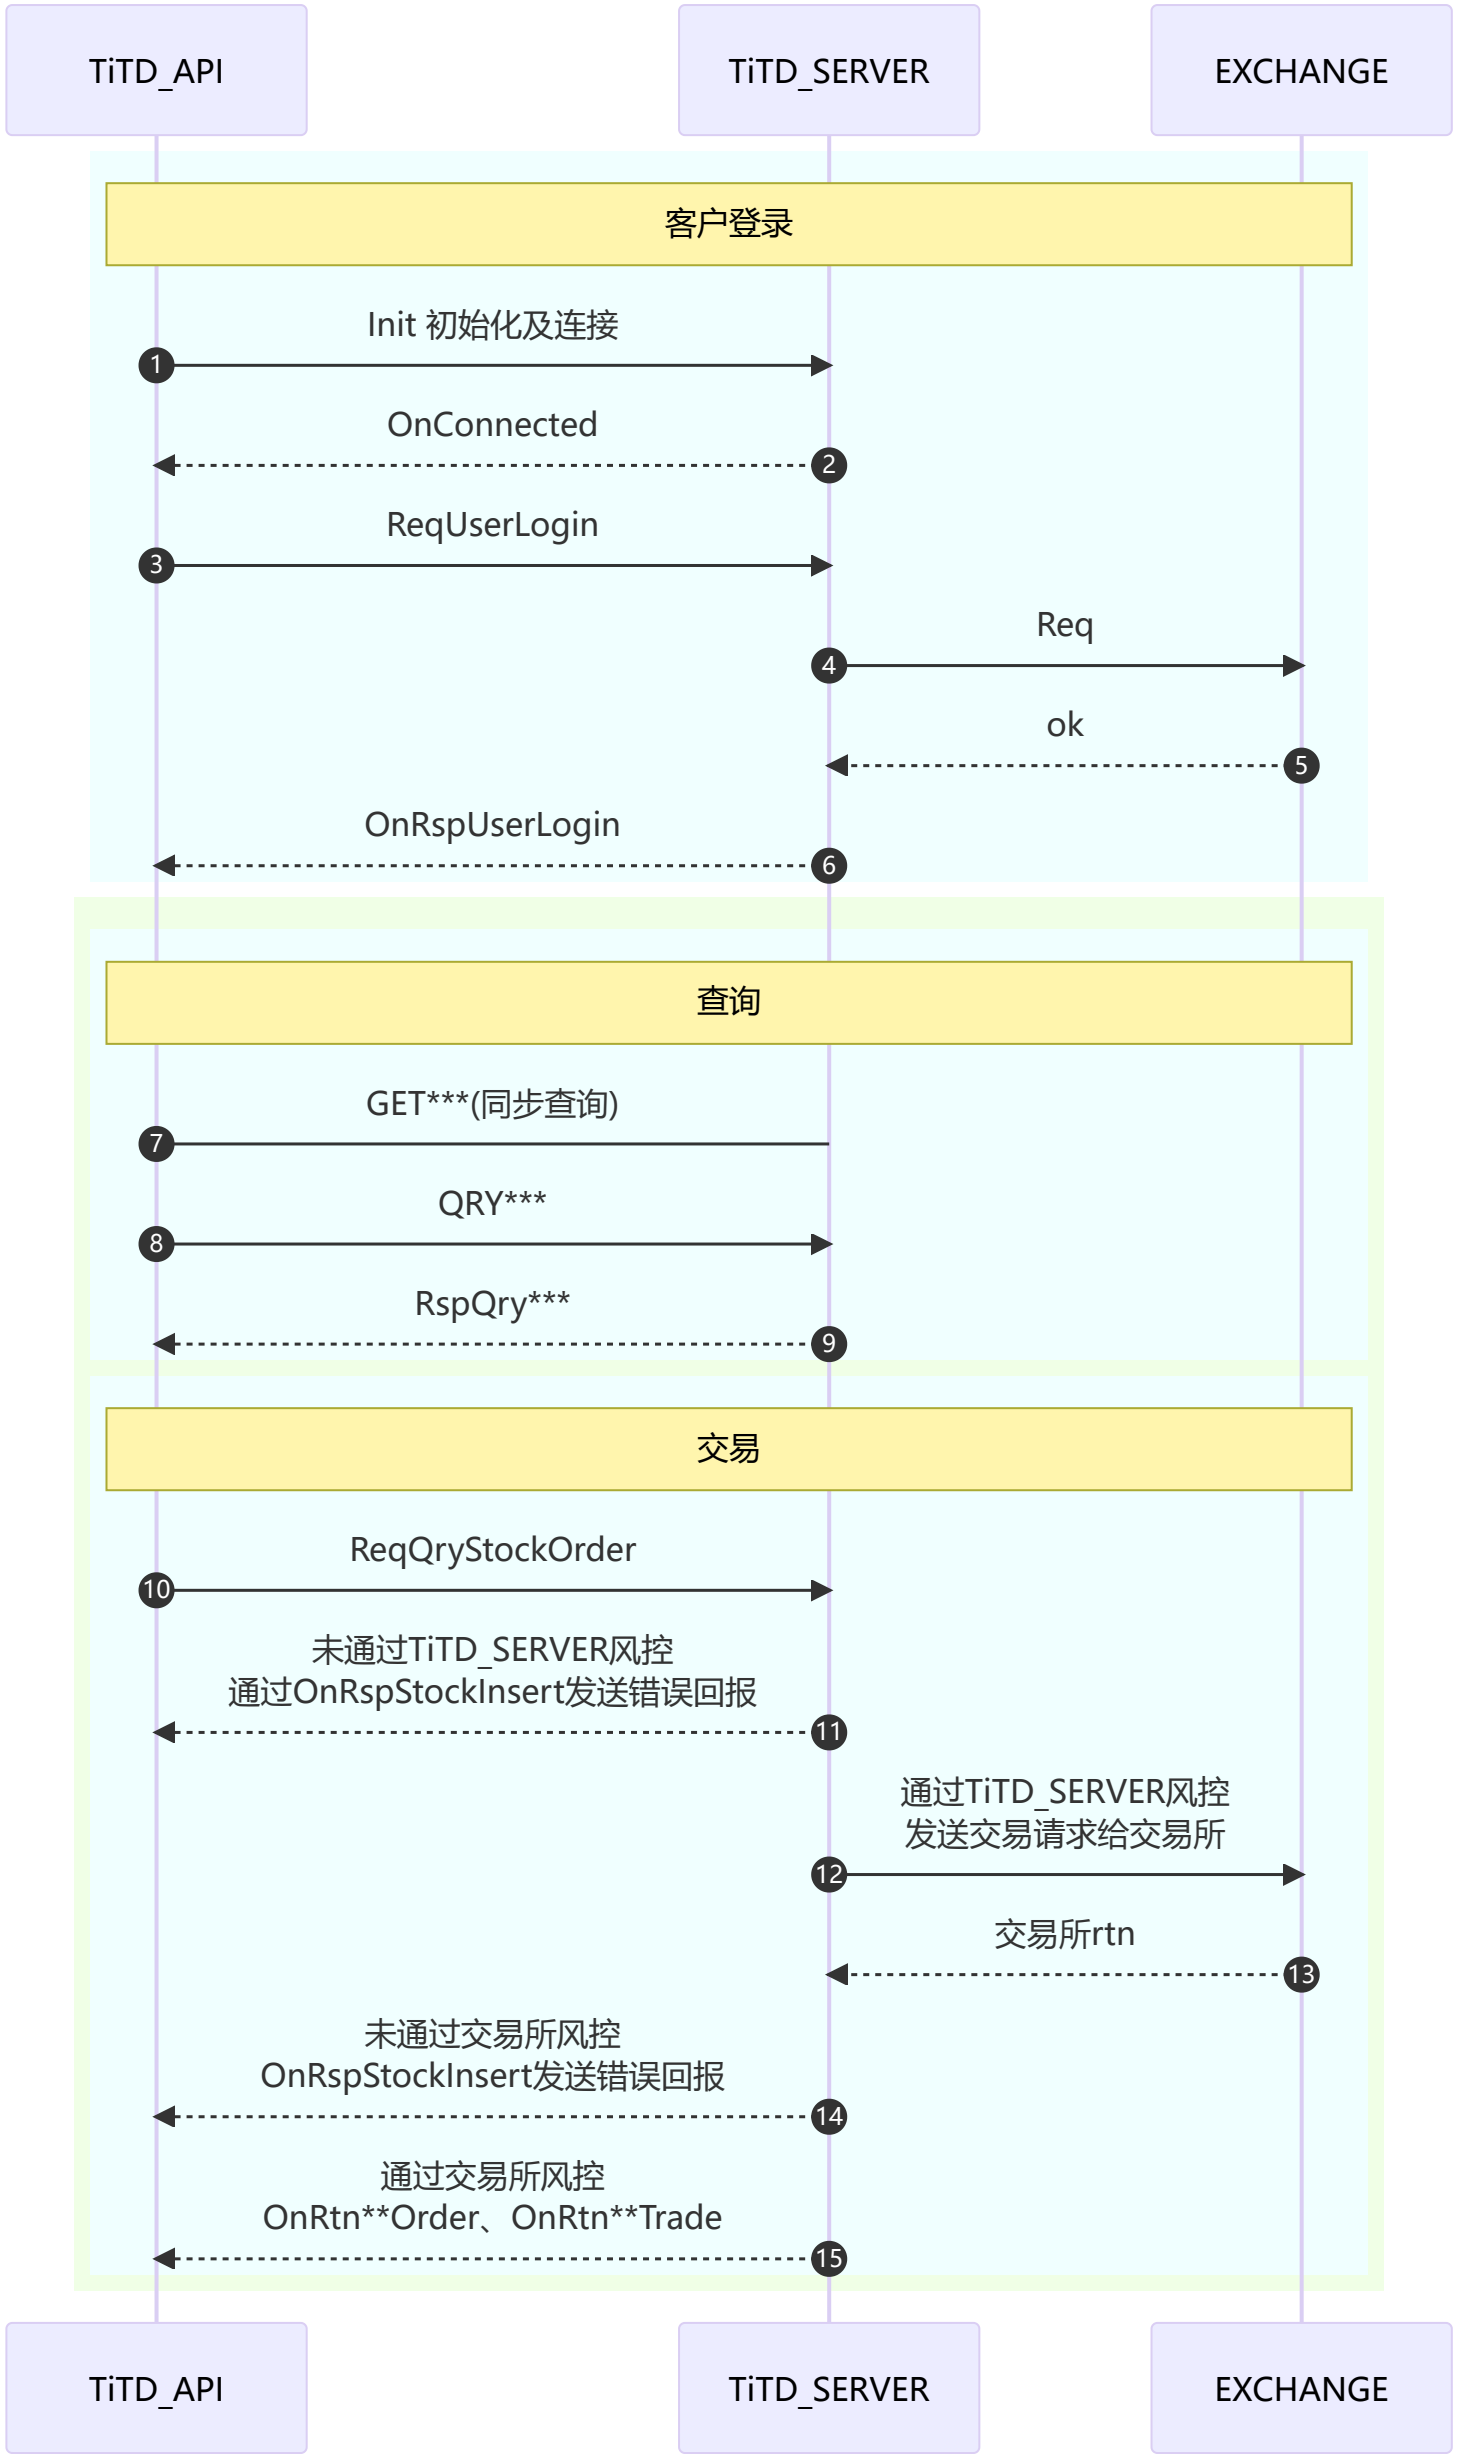 TiTD_API
TiTD_SERVER
EXCHANGE
客户登录
Init 初始化及连接
1
OnConnected
2
ReqUserLogin
3
Req
4
ok
5
OnRspUserLogin
6
查询
GET***(同步查询)
7
QRY***
8
RspQry***
9
交易
ReqQryStockOrder
10
未通过TiTD_SERVER风控
通过OnRspStockInsert发送错误回报
11
通过TiTD_SERVER风控
发送交易请求给交易所
12
交易所rtn
13
未通过交易所风控
OnRspStockInsert发送错误回报
14
通过交易所风控
OnRtn**Order、OnRtn**Trade
15
TiTD_API
TiTD_SERVER
EXCHANGE